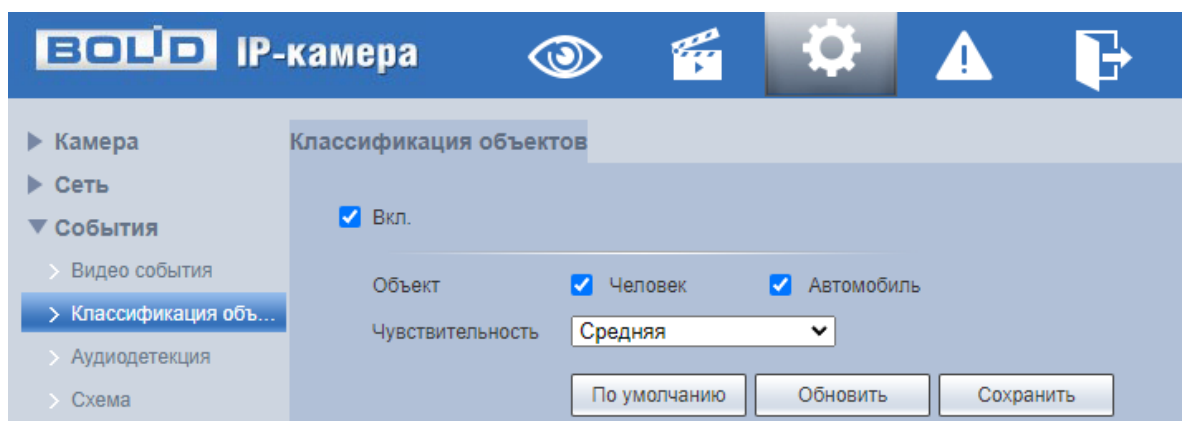 BOLID IP-камера
Камера
Классификация объектов
Сеть
События
Вкл.
Видео события
Объект Человек Автомобиль
Классификация объ...
Чувствительность Средняя
Аудиодетекция
По умолчанию Обновить Сохранить
Схема